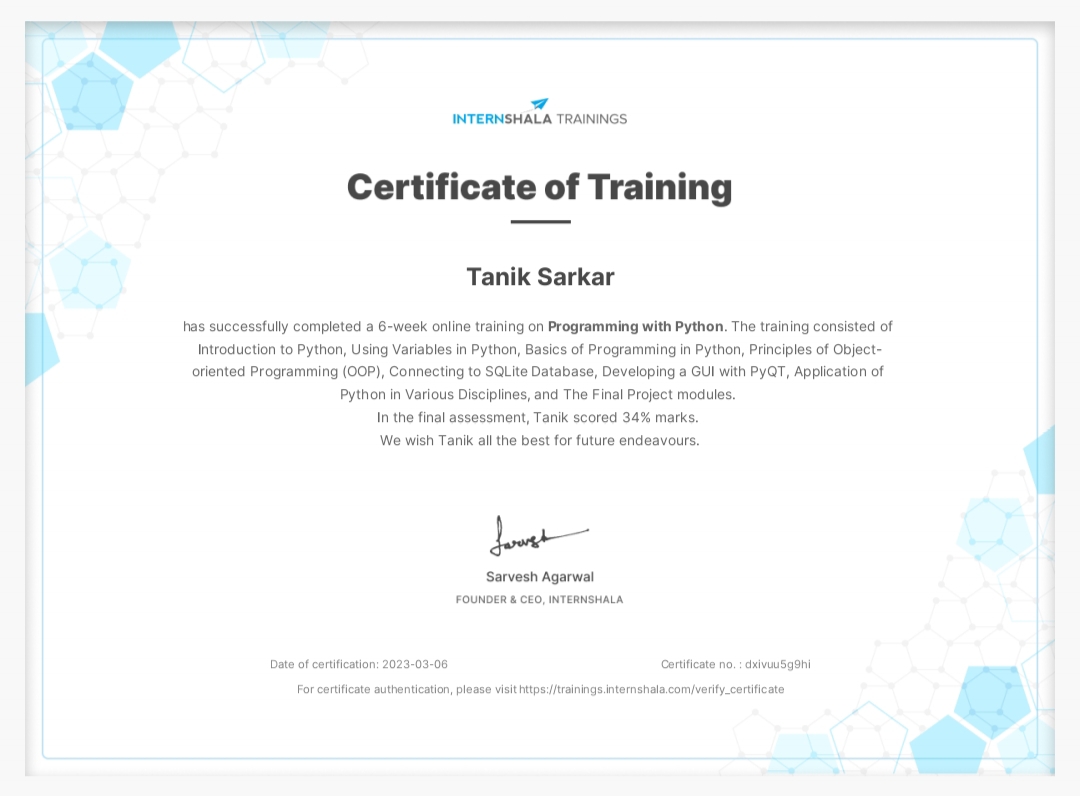 INTERNSHALA TRAININGS
Certificate of Training
Tanik Sarkar
has successfully completed a 6-week online training on Programming with Python. The training consisted of
Introduction to Python, Using Variables in Python, Basics of Programming in Python, Principles of Object-
oriented Programming (OOP), Connecting to SQLite Database, Developing a GUI with PyQT, Application of
Python in Various Disciplines, and The Final Project modules.
In the final assessment, Tanik scored 34% marks.
We wish Tanik all the best for future endeavours.
Sarvesh
Sarvesh Agarwal
FOUNDER & CEO, INTERNSHALA
Date of certification: 2023-03-06 Certificate no. : dxivuu5g9hi
For certificate authentication, please visit https://trainings.internshala.com/verify_certificate